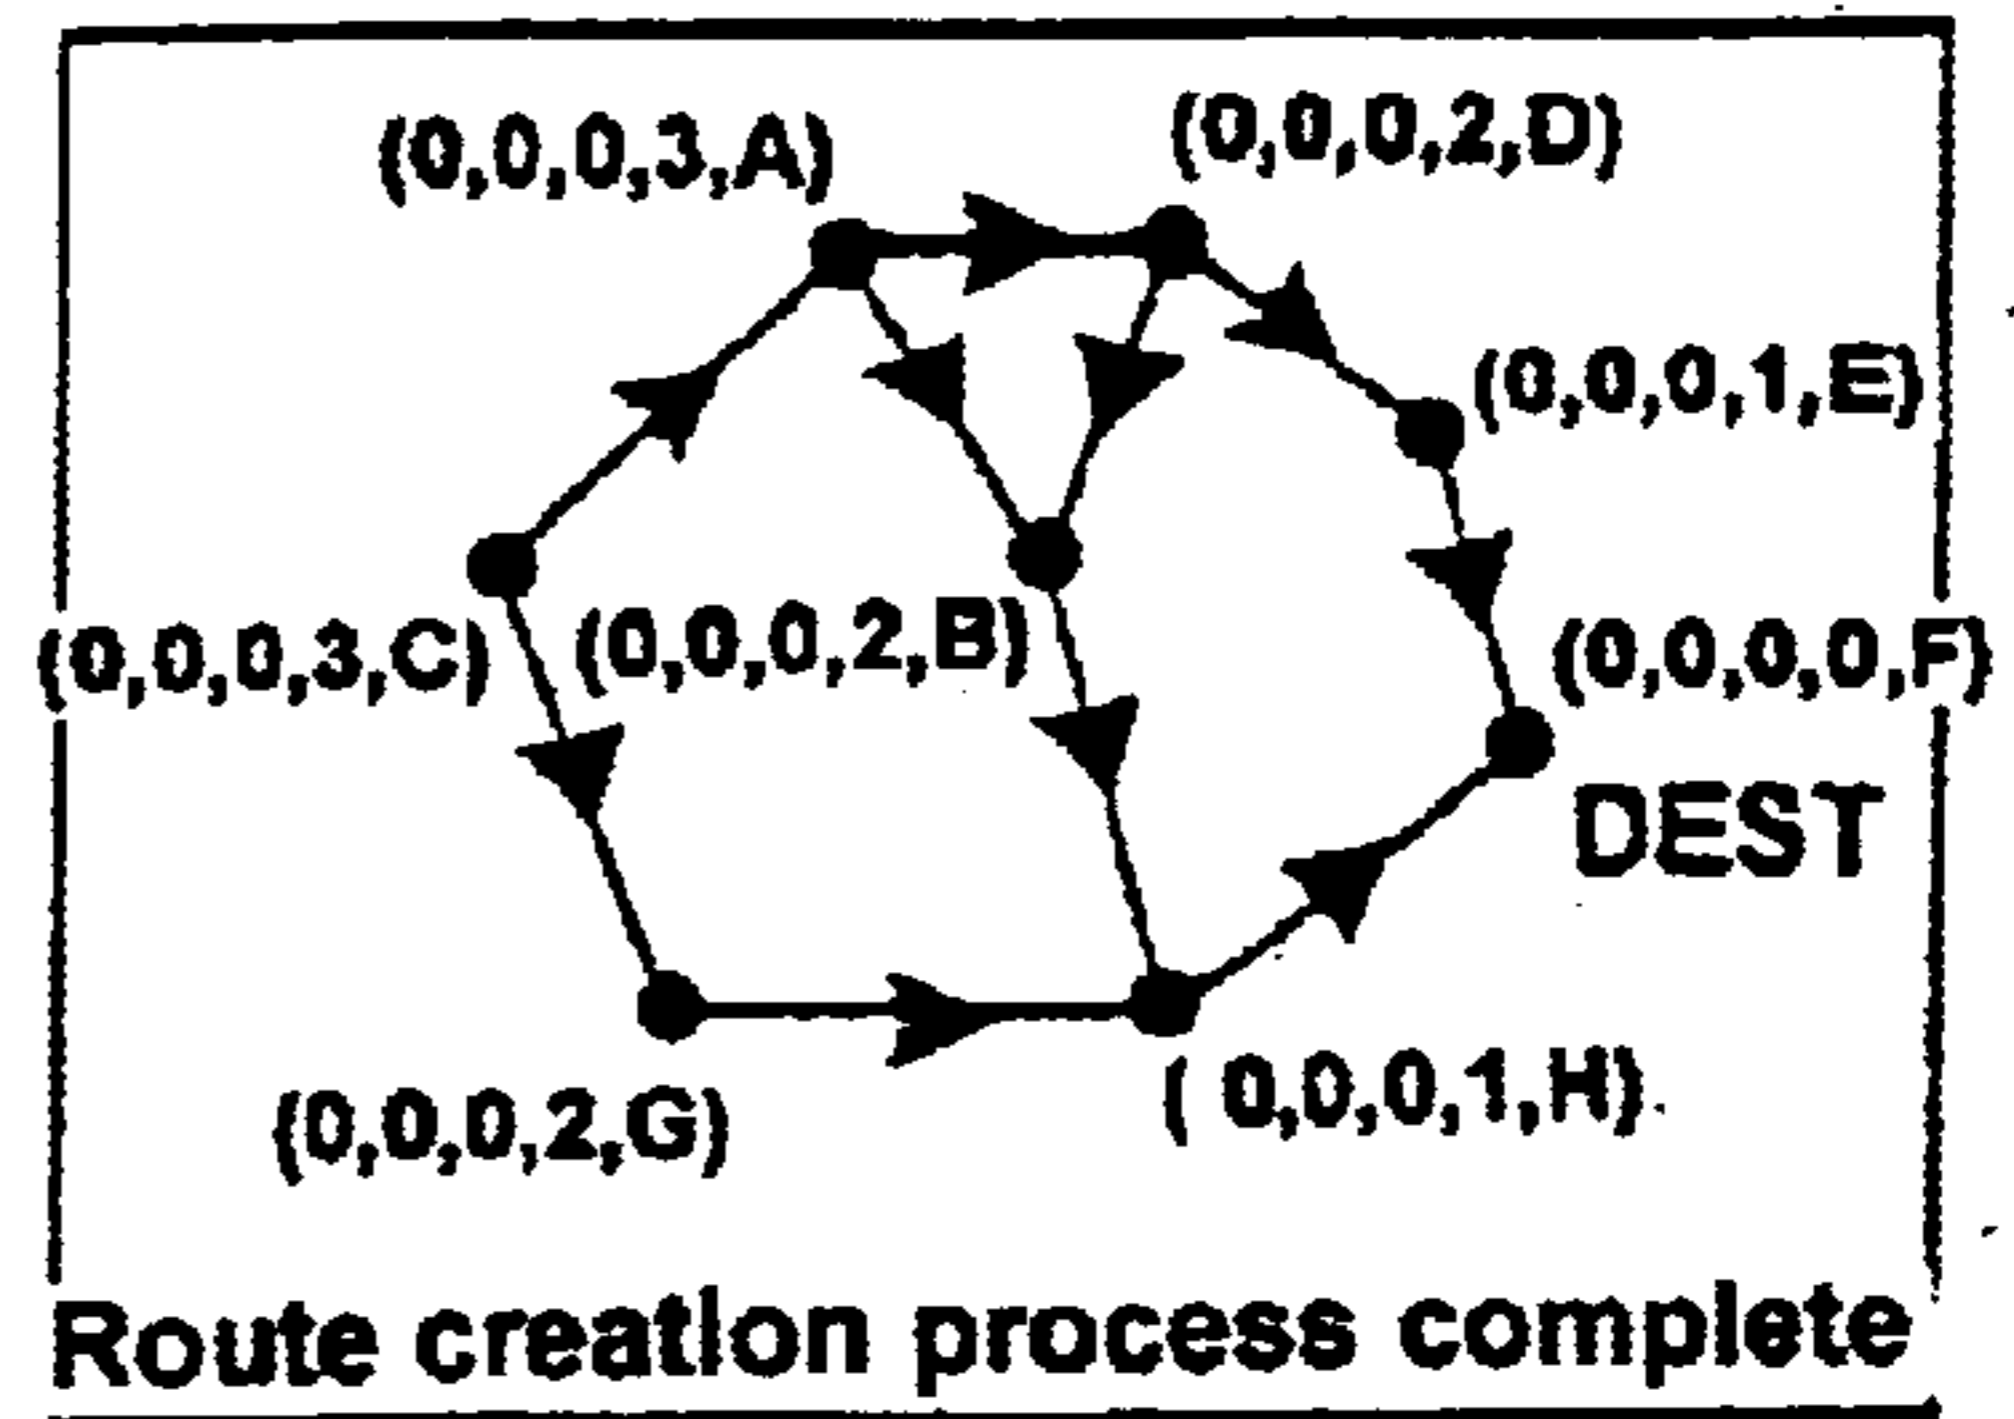 (0,0,0,3,A)
(0,0,0,2,D)
(0,0,0,1,E)
(0,0,0,3,C)
(0,0,0,2,B)
(0,0,0,0,F)
DEST
(0,0,0,2,G)
( 0,0,0,1,H)
Route creation process complete